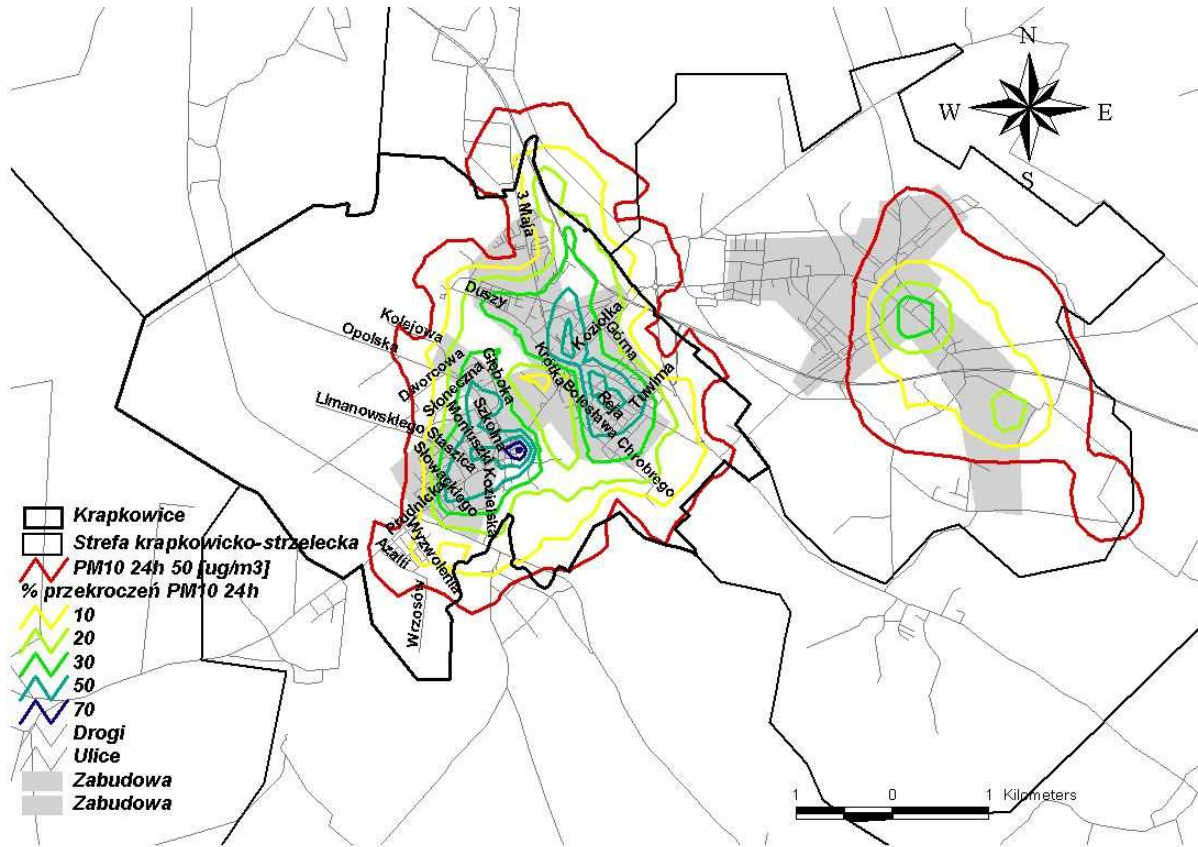 N
W
E
S
3 Maja
Duszy
Kolejowa
Opolska
Koziołka
Górna
Krótka
Głęboka
Dworcowa
Słoneczna
Bolesława Chrobrego
Reja
Tuwima
Limanowskiego
Staszica
Szkolna
Moniuszki
Kozielska
Słowackiego
Prudnicka
Wyzwolenia
Azalii
Wrzosów
Krapkowice
Strefa krapkowicko-strzelecka
PM10 24h 50 [ug/m3]
% przekroczeń PM10 24h
10
20
30
50
70
Drogi
Ulice
Zabudowa
Zabudowa
1 0 1 Kilometers